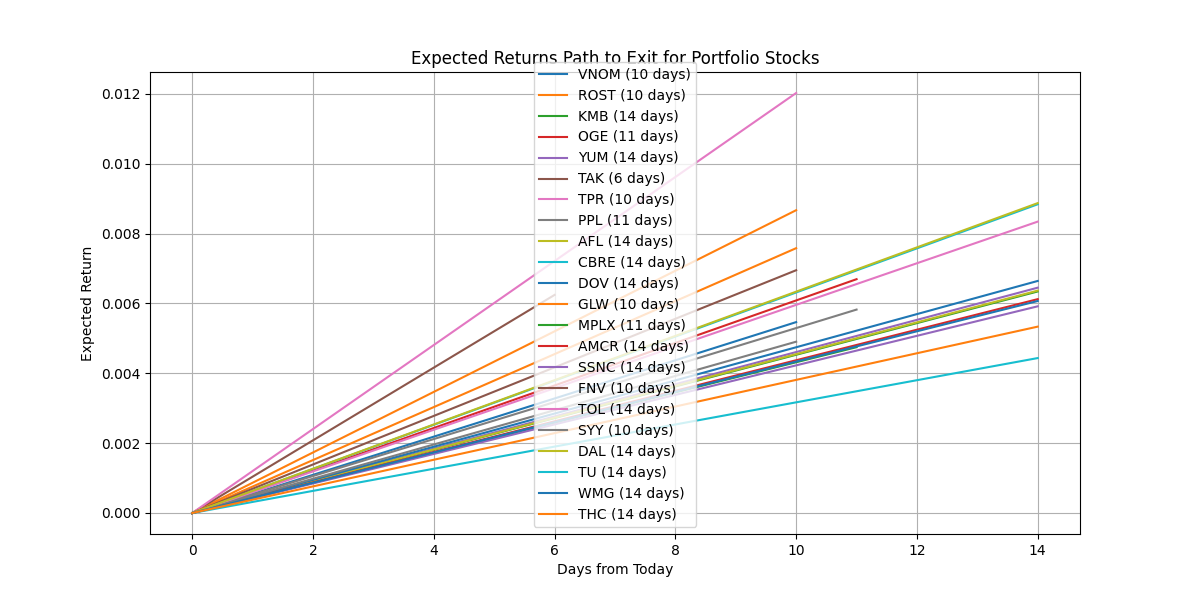 Expected Returns Path to Exit for Portfolio Stocks
VNOM (10 days)
ROST (10 days)
KMB (14 days)
OGE (11 days)
YUM (14 days)
TAK (6 days)
TPR (10 days)
PPL (11 days)
AFL (14 days)
CBRE (14 days)
DOV (14 days)
GLW (10 days)
MPLX (11 days)
AMCR (14 days)
SSNC (14 days)
FNV (10 days)
TOL (14 days)
SYY (10 days)
DAL (14 days)
TU (14 days)
WMG (14 days)
THC (14 days)
Expected Return
0.012
0.010
0.008
0.006
0.004
0.002
0.000
0 2 4 6 8 10 12 14
Days from Today